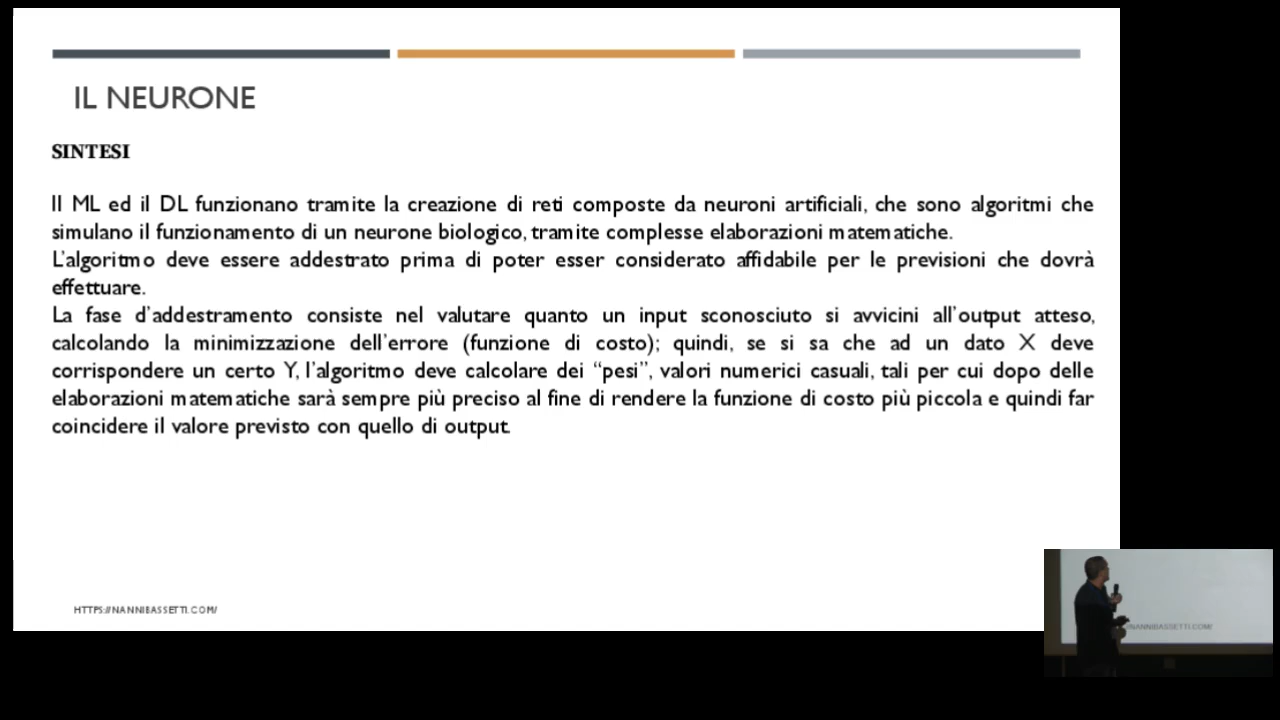 IL NEURONE
SINTESI
Il ML ed il DL funzionano tramite la creazione di reti composte da neuroni artificiali, che sono algoritmi che
simulano il funzionamento di un neurone biologico, tramite complesse elaborazioni matematiche.
L'algoritmo deve essere addestrato prima di poter esser considerato affidabile per le previsioni che dovrà
effettuare.
La fase d'addestramento consiste nel valutare quanto un input sconosciuto si avvicini all'output atteso,
calcolando la minimizzazione dell'errore (funzione di costo); quindi, se si sa che ad un dato X deve
corrispondere un certo Y, l'algoritmo deve calcolare dei “pesi”, valori numerici casuali, tali per cui dopo delle
elaborazioni matematiche sarà sempre più preciso al fine di rendere la funzione di costo più piccola e quindi far
coincidere il valore previsto con quello di output.
HTTPS://NANNIBASSETTI.COM/
/NANNIBASSETTI.COM/